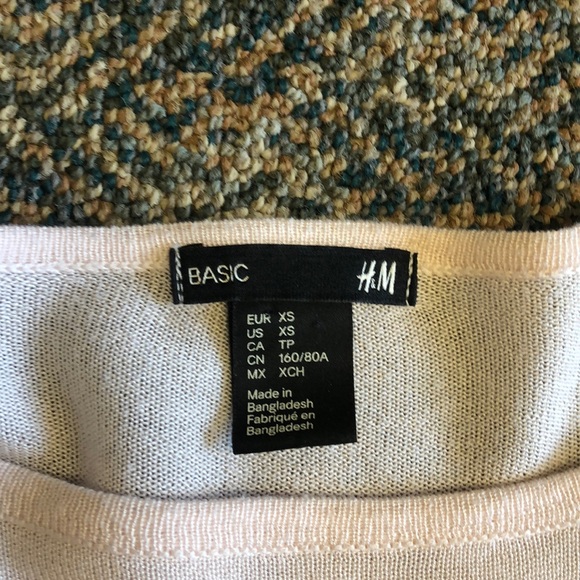 BASIC H&M
EUR XS
US XS
CA TP
CN 160/80A
MX XCH
Made in
Bangladesh
Fabriqué en
Bangladesh